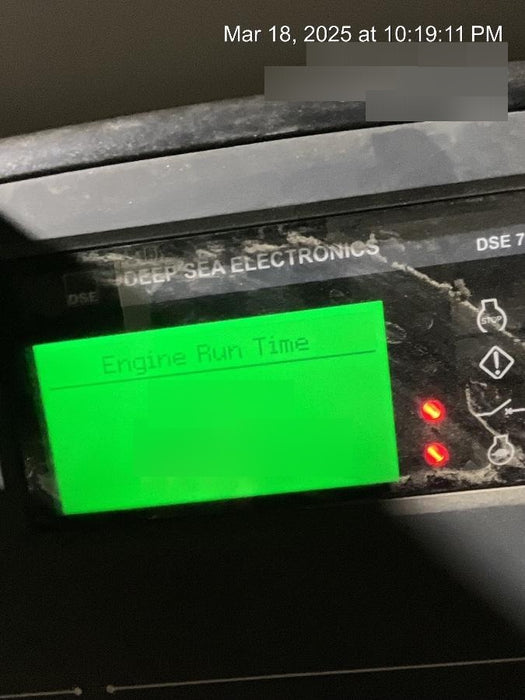 Mar 18, 2025 at 10:19:11 PM
DSE
DEEP SEA ELECTRONICS
DSE 7
STOP
Engine Run Time